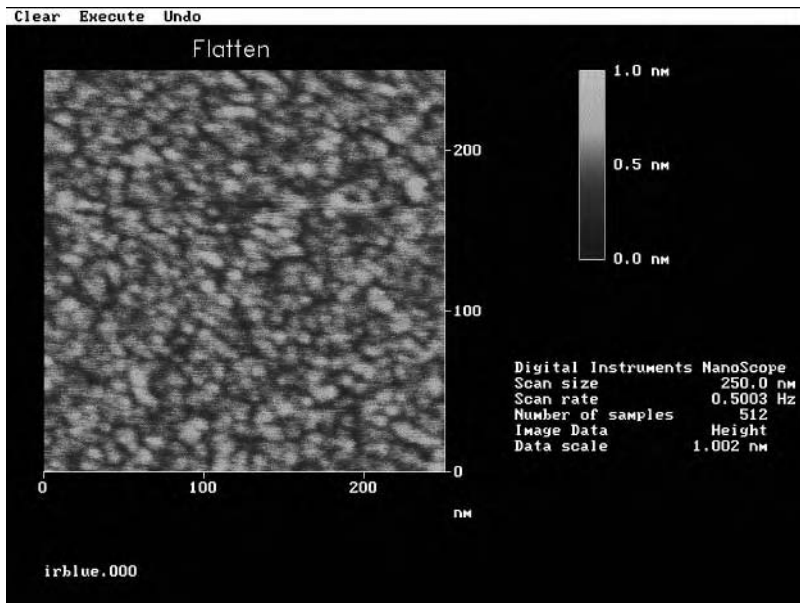 Clear Execute Undo
Flatten
1.0 nM
0.5 nM
0.0 nM
200
100
0
0 100 200
nM
Digital Instruments NanoScope
Scan size 250.0 nM
Scan rate 0.5003 Hz
Number of samples 512
Image Data Height
Data scale 1.002 nM
irblue.000